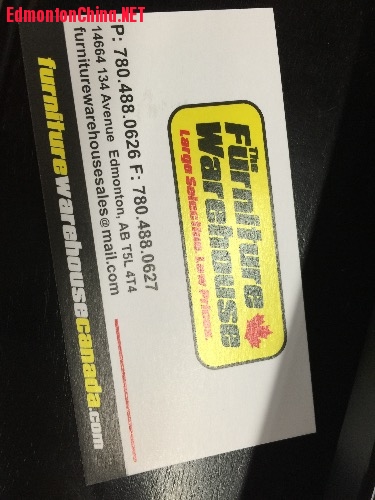 EdmontonChina.NET
The
Furniture
Warehouse
Large Selection. Low Prices.
P: 780.488.0626 F: 780.488.0627
14664 134 Avenue Edmonton, AB T5L 4T4
furniturewarehousesales@mail.com
furniturewarehousecanada.com